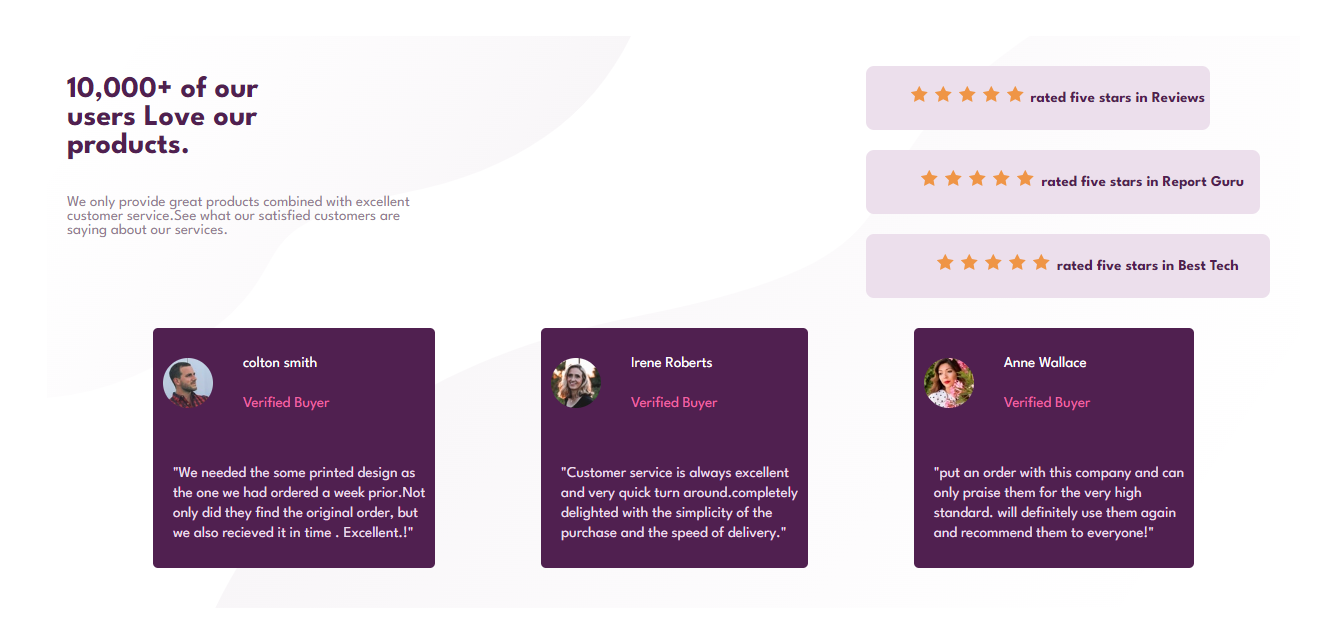 10,000+ of our
users Love our
products.
We only provide great products combined with excellent
customer service.See what our satisfied customers are
saying about our services.
rated five stars in Reviews
rated five stars in Report Guru
rated five stars in Best Tech
colton smith
Verified Buyer
"We needed the some printed design as
the one we had ordered a week prior.Not
only did they find the original order, but
we also recieved it in time . Excellent.!"
Irene Roberts
Verified Buyer
"Customer service is always excellent
and very quick turn around.completely
delighted with the simplicity of the
purchase and the speed of delivery."
Anne Wallace
Verified Buyer
"put an order with this company and can
only praise them for the very high
standard. will definitely use them again
and recommend them to everyone!"